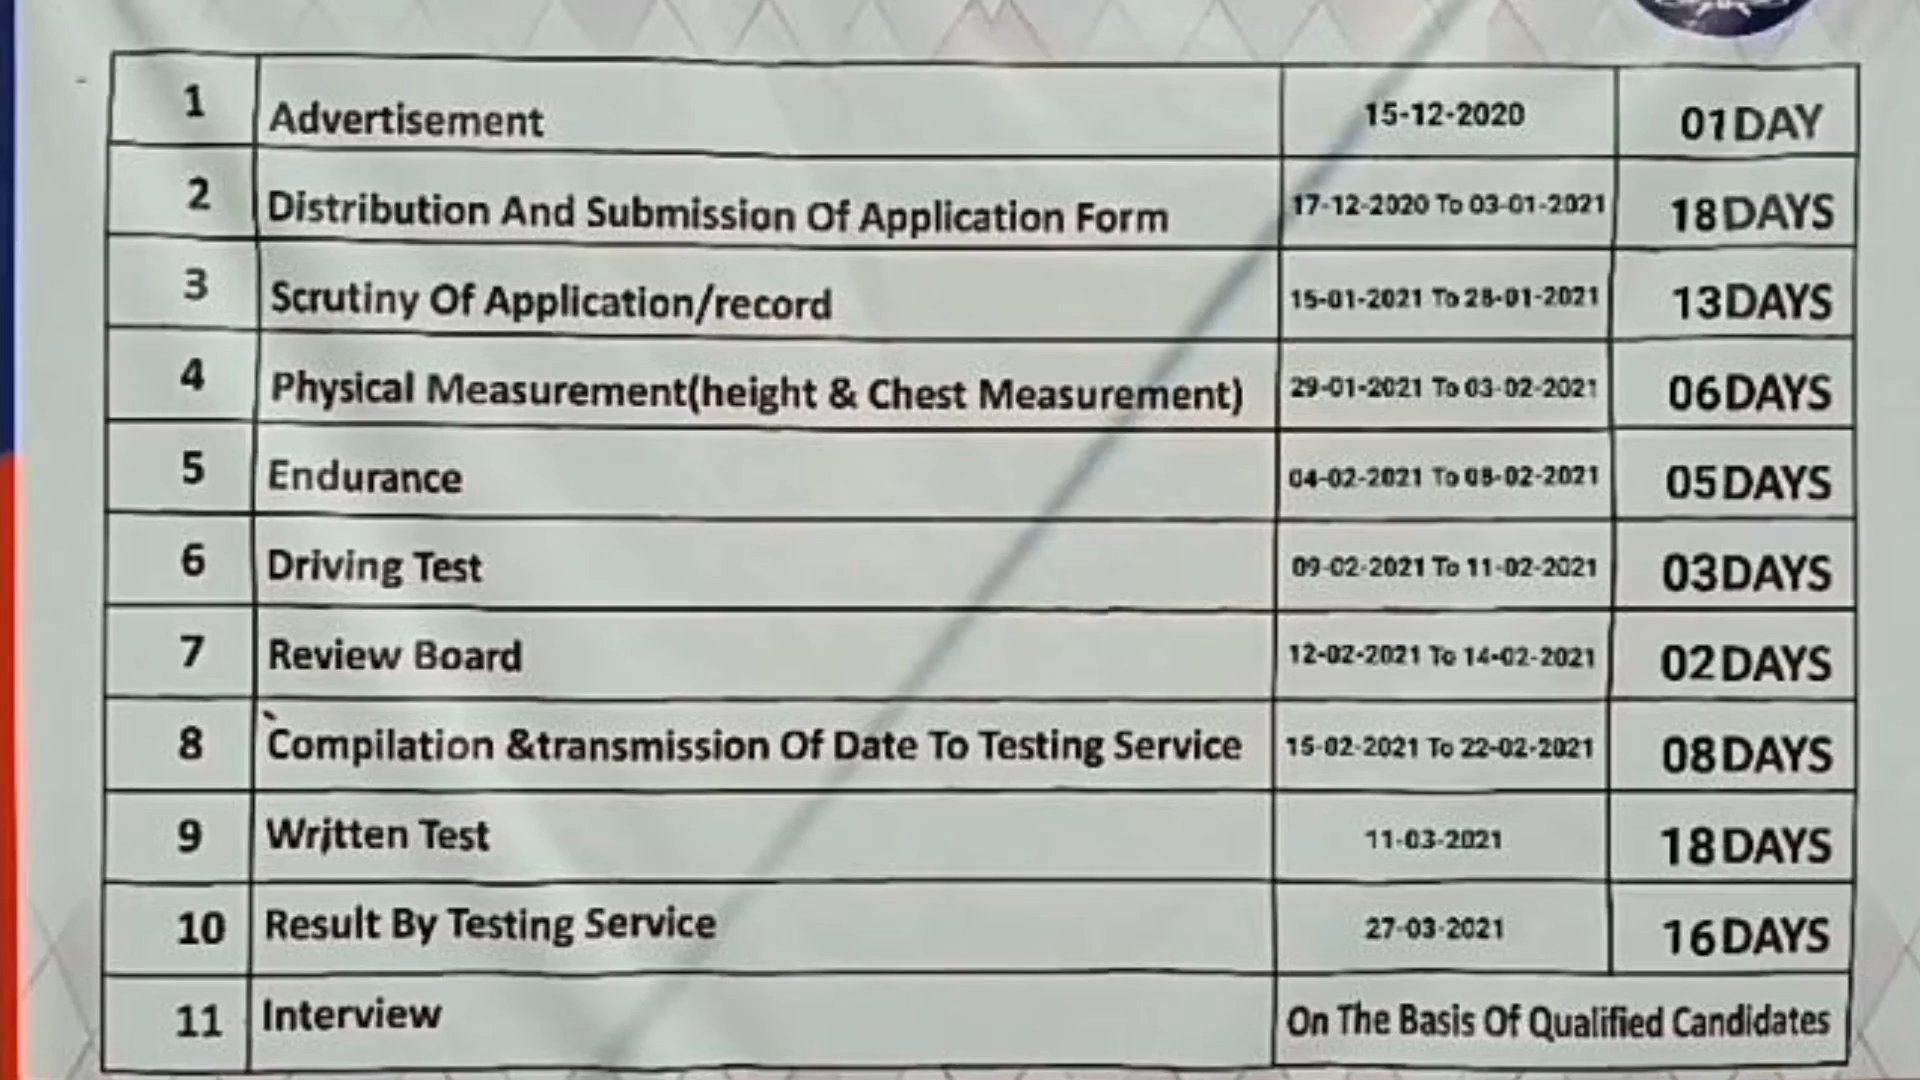 1 Advertisement 15-12-2020 01DAY
2 Distribution And Submission Of Application Form 17-12-2020 To 03-01-2021 18DAYS
3 Scrutiny Of Application/record 15-01-2021 To 28-01-2021 13DAYS
4 Physical Measurement(height & Chest Measurement) 29-01-2021 To 03-02-2021 06DAYS
5 Endurance 04-02-2021 To 08-02-2021 05DAYS
6 Driving Test 09-02-2021 To 11-02-2021 03DAYS
7 Review Board 12-02-2021 To 14-02-2021 02DAYS
8 Compilation &transmission Of Date To Testing Service 15-02-2021 To 22-02-2021 08DAYS
9 Written Test 11-03-2021 18DAYS
10 Result By Testing Service 27-03-2021 16DAYS
11 Interview On The Basis Of Qualified Candidates